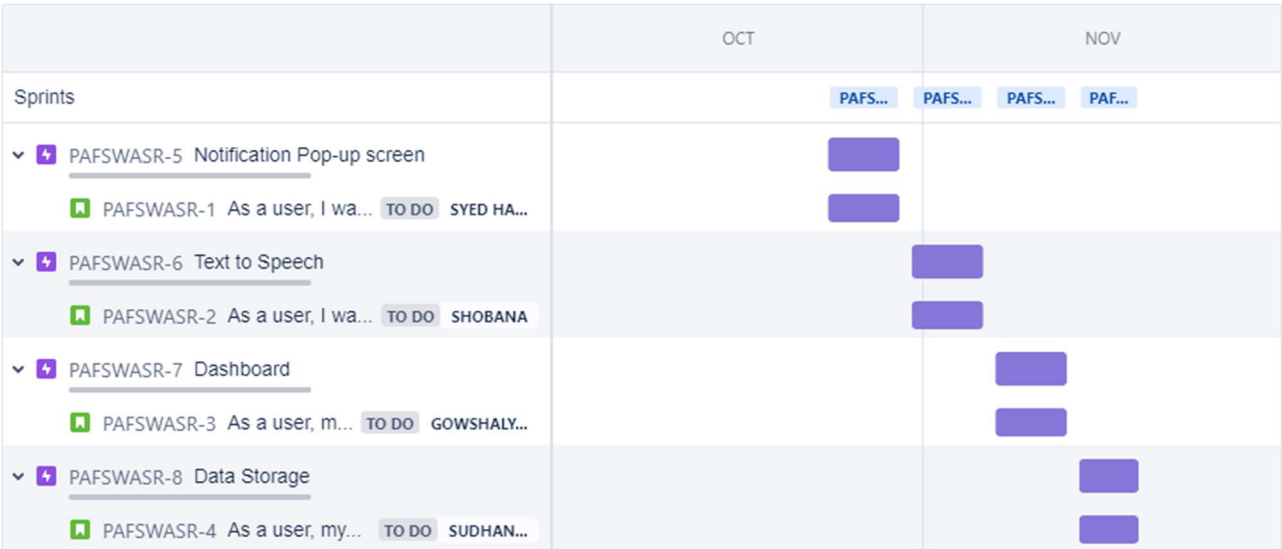 OCT NOV
Sprints PAFS... PAFS... PAFS... PAF...
PAFSWASR-5 Notification Pop-up screen
PAFSWASR-1 As a user, I wa... TO DO SYED HA...
PAFSWASR-6 Text to Speech
PAFSWASR-2 As a user, I wa... TO DO SHOBANA
PAFSWASR-7 Dashboard
PAFSWASR-3 As a user, m... TO DO GOWSHALY...
PAFSWASR-8 Data Storage
PAFSWASR-4 As a user, my... TO DO SUDHAN...